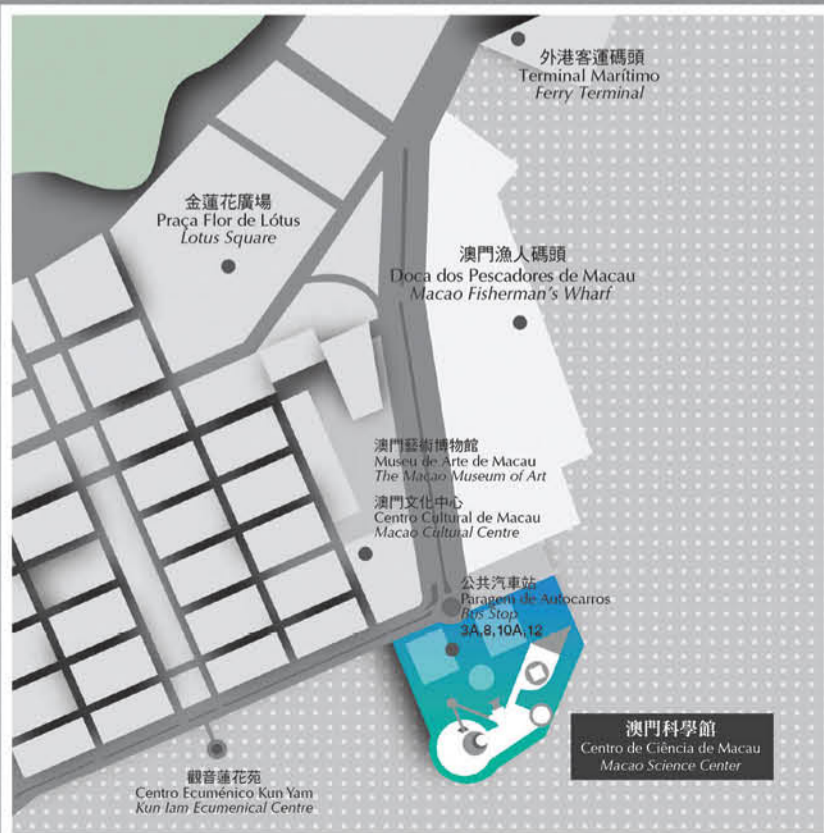 外港客運碼頭
Terminal Marítimo
Ferry Terminal
金蓮花廣場
Praça Flor de Lótus
Lotus Square
澳門漁人碼頭
Doca dos Pescadores de Macau
Macao Fisherman's Wharf
澳門藝術博物館
Museu de Arte de Macau
The Macao Museum of Art
澳門文化中心
Centro Cultural de Macau
Macao Cultural Centre
公共汽車站
Paragem de Autocarros
Bus Stop
3A,8,10A,12
澳門科學館
Centro de Ciência de Macau
Macao Science Center
觀音蓮花苑
Centro Ecuménico Kun Yam
Kun Iam Ecumenical Centre